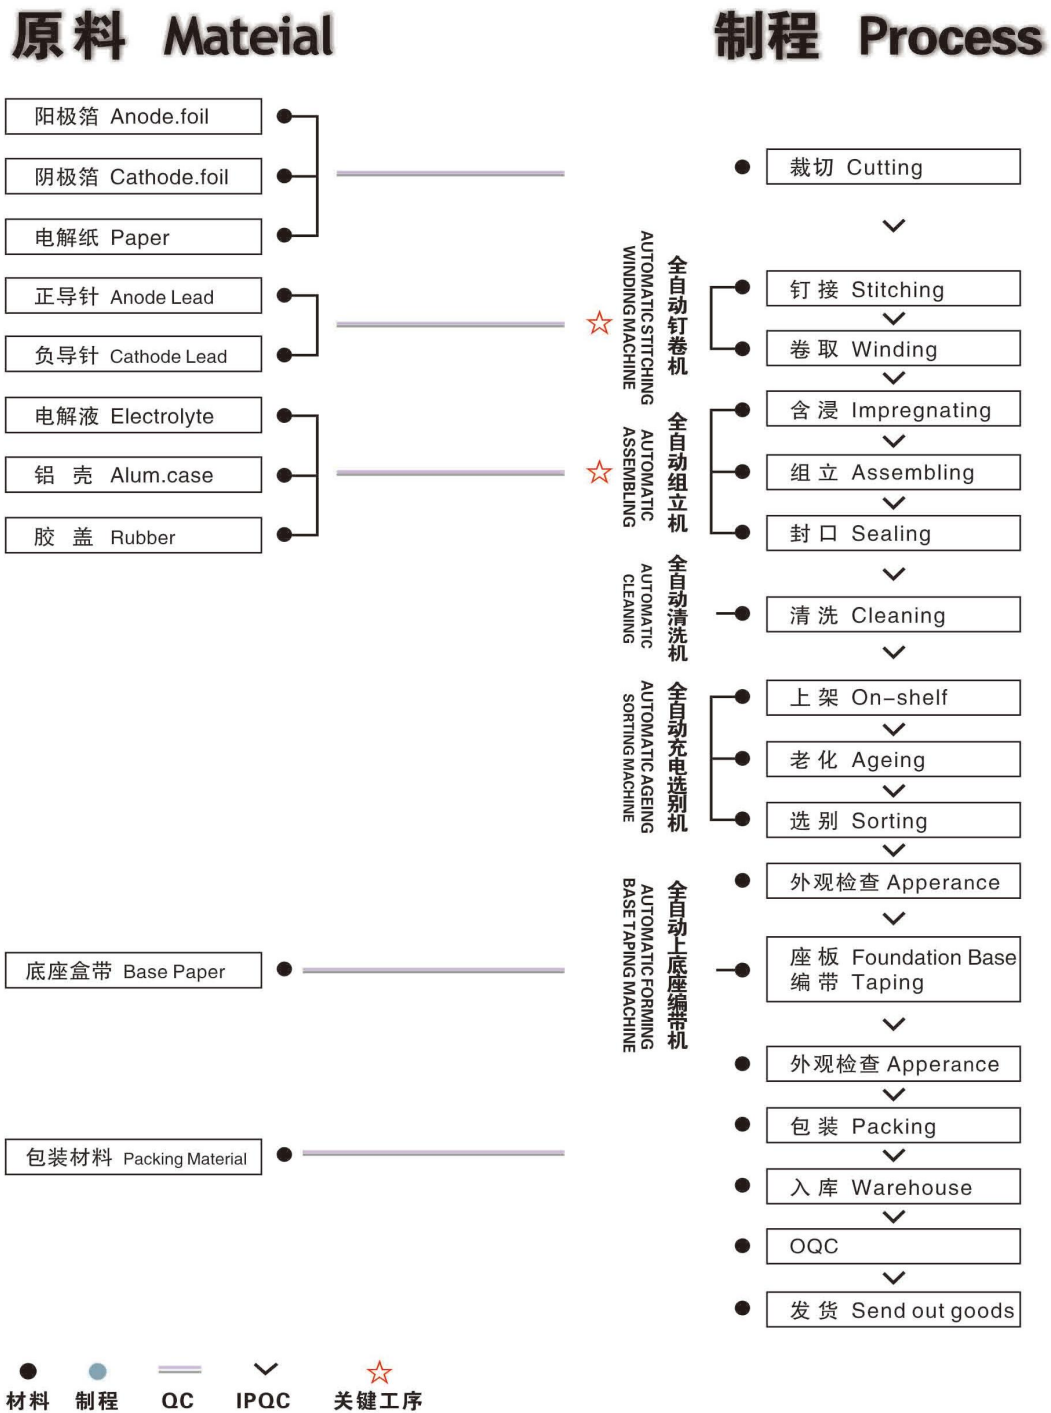 原料 Mateial
阳极箔 Anode.foil
阴极箔 Cathode.foil
电解纸 Paper
正导针 Anode Lead
负导针 Cathode Lead
电解液 Electrolyte
铝 壳 Alum.case
胶 盖 Rubber
底座盒带 Base Paper
包装材料 Packing Material
制程 Process
裁切 Cutting
全自动钉卷机
AUTOMATIC STITCHING
WINDING MACHINE
钉 接 Stitching
卷 取 Winding
全自动组立机
AUTOMATIC
ASSEMBLING
含 浸 Impregnating
组 立 Assembling
封 口 Sealing
全自动清洗机
AUTOMATIC
CLEANING
清 洗 Cleaning
全自动充电选别机
AUTOMATIC AGEING
SORTING MACHINE
上 架 On-shelf
老 化 Ageing
选 别 Sorting
外观检查 Apperance
全自动上底座编带机
AUTOMATIC FORMING
BASE TAPING MACHINE
座 板 Foundation Base
编 带 Taping
外观检查 Apperance
包 装 Packing
入 库 Warehouse
OQC
发 货 Send out goods
材料 制程 QC IPQC 关键工序